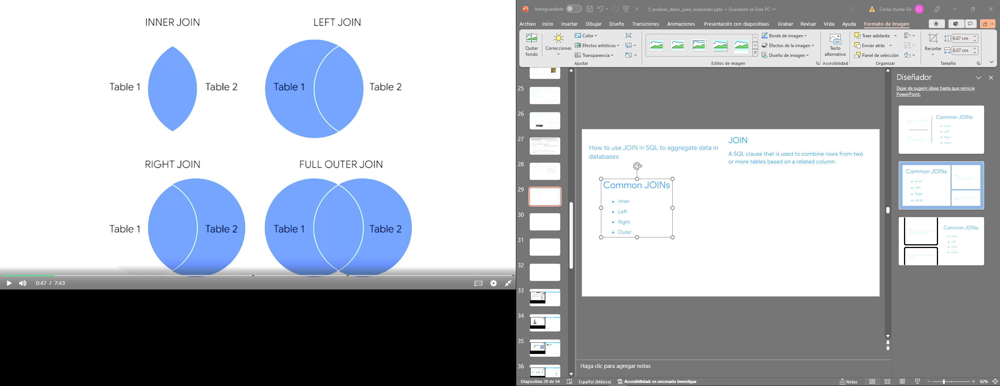 INNER JOIN
LEFT JOIN
Table 1
Table 2
Table 1
Table 2
RIGHT JOIN
FULL OUTER JOIN
Table 1
Table 2
Table 1
Table 2
0:47 / 7:43
Autoguardado
5_analizar_datos_para_responder.pptx • Guardado en Este PC
Carlos Iturbe Gil
CI
Archivo Inicio Insertar Dibujar Diseño Transiciones Animaciones Presentación con diapositivas Grabar Revisar Vista Ayuda Formato de imagen
Quitar fondo
Correcciones
Color
Efectos artísticos
Transparencia
Ajustar
Estilos de imagen
Borde de imagen
Efectos de la imagen
Diseño de imagen
Texto alternativo
Accesibilidad
Traer adelante
Enviar atrás
Panel de selección
Organizar
Recortar
6.67 cm
8.07 cm
Tamaño
25
26
27
28
29
30
31
32
33
34
35
36
How to use JOIN in SQL to aggregate data in
databases
JOIN
A SQL clause that is used to combine rows from two
or more tables based on a related column
Common JOINs
• Inner
• Left
• Right
• Outer
Diseñador
Dejar de sugerir ideas hasta que reinicie
PowerPoint.
Common JOINs
• Inner
• Left
• Right
• Outer
Common JOINs
• Inner
• Left
• Right
• Outer
Common JOINs
• Inner
• Left
• Right
• Outer
Haga clic para agregar notas
Diapositiva 29 de 54
Español (México)
Accesibilidad: es necesario investigar
Notas
62%